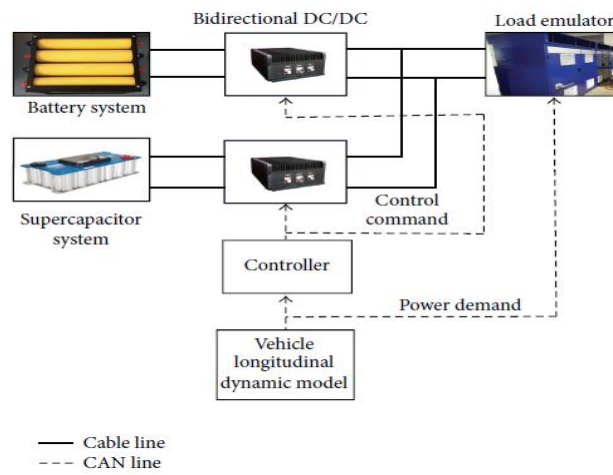 Bidirectional DC/DC
Load emulator
Battery system
Supercapacitor
system
Control
command
Controller
Power demand
Vehicle
longitudinal
dynamic model
Cable line
CAN line